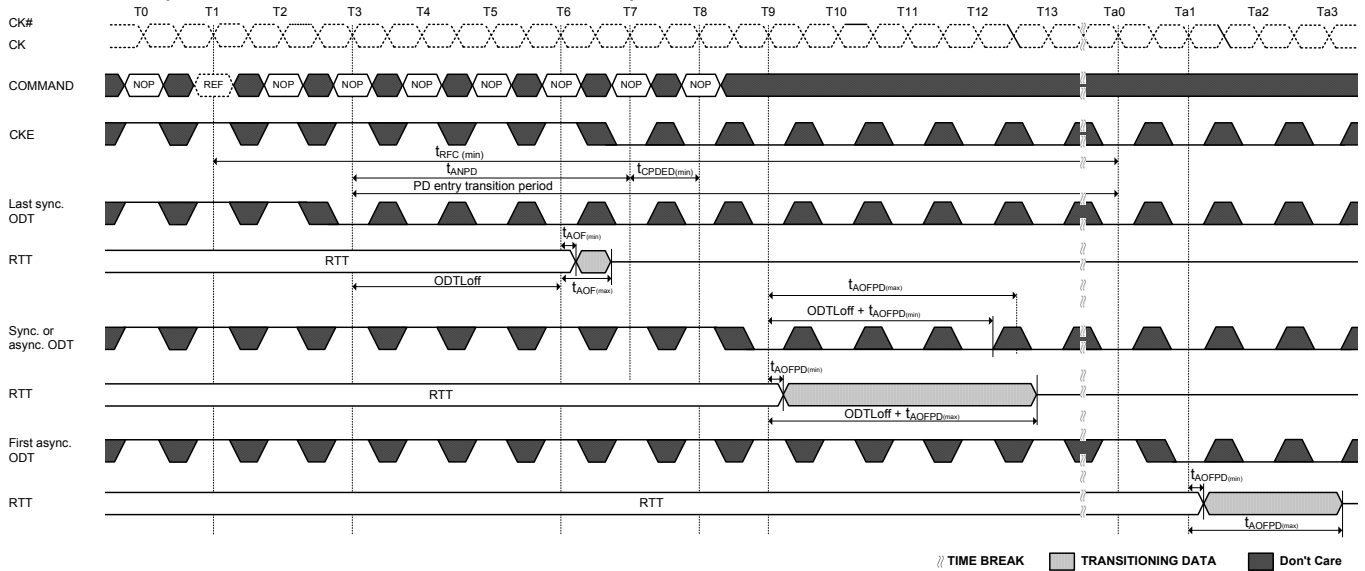 T0 T1 T2 T3 T4 T5 T6 T7 T8 T9 T10 T11 T12 T13 Ta0 Ta1 Ta2 Ta3
CK#
CK
COMMAND NOP REF NOP NOP NOP NOP NOP NOP NOP
CKE
tRFC (min)
tANPD tCPDED(min)
PD entry transition period
Last sync. ODT
tAOF(min)
RTT RTT
ODTLoff tAOF(max)
tAOFPD(max)
ODTLoff + tAOFPD(min)
Sync. or async. ODT
tAOFPD(min)
RTT RTT
ODTLoff + tAOFPD(max)
First async. ODT
tAOFPD(min)
RTT RTT
tAOFPD(max)
TIME BREAK TRANSITIONING DATA Don't Care